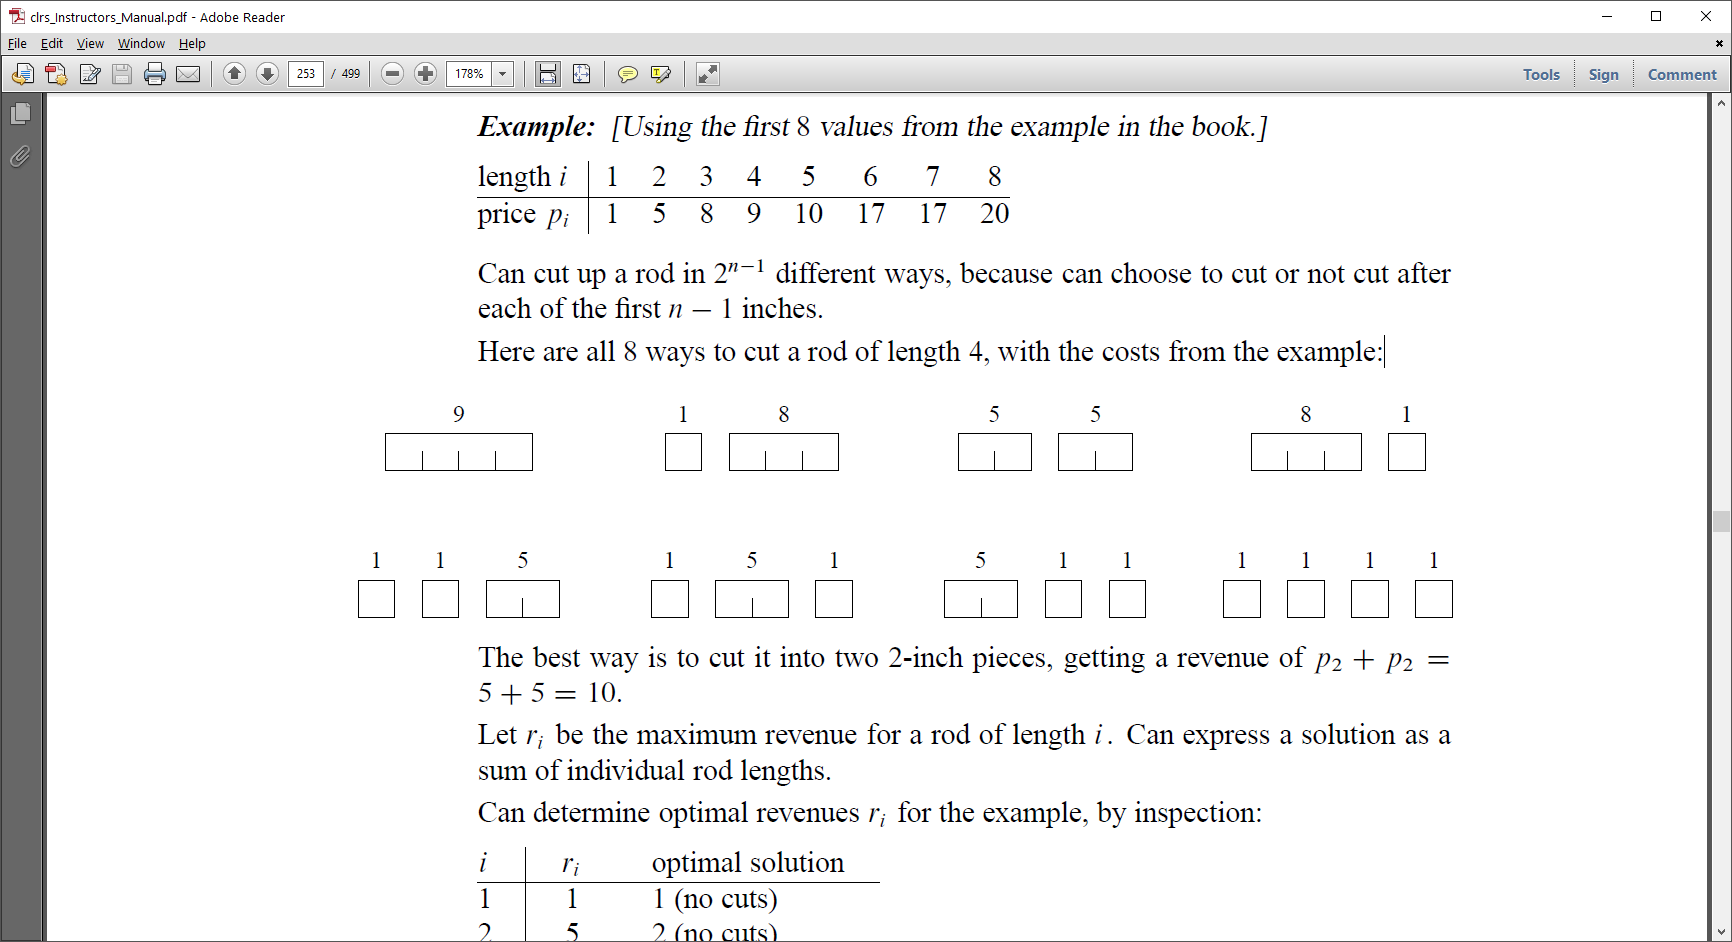 clrs_Instructors_Manual.pdf - Adobe Reader
File Edit View Window Help
253 / 499 178% Tools Sign Comment
Example: [Using the first 8 values from the example in the book.]
length i 1 2 3 4 5 6 7 8
price pᵢ 1 5 8 9 10 17 17 20
Can cut up a rod in 2ⁿ⁻¹ different ways, because can choose to cut or not cut after
each of the first n − 1 inches.
Here are all 8 ways to cut a rod of length 4, with the costs from the example:
9 1 8 5 5 8 1
1 1 5 1 5 1 5 1 1 1 1 1 1
The best way is to cut it into two 2-inch pieces, getting a revenue of p₂ + p₂ =
5 + 5 = 10.
Let rᵢ be the maximum revenue for a rod of length i. Can express a solution as a
sum of individual rod lengths.
Can determine optimal revenues rᵢ for the example, by inspection:
i rᵢ optimal solution
1 1 1 (no cuts)
2 5 2 (no cuts)